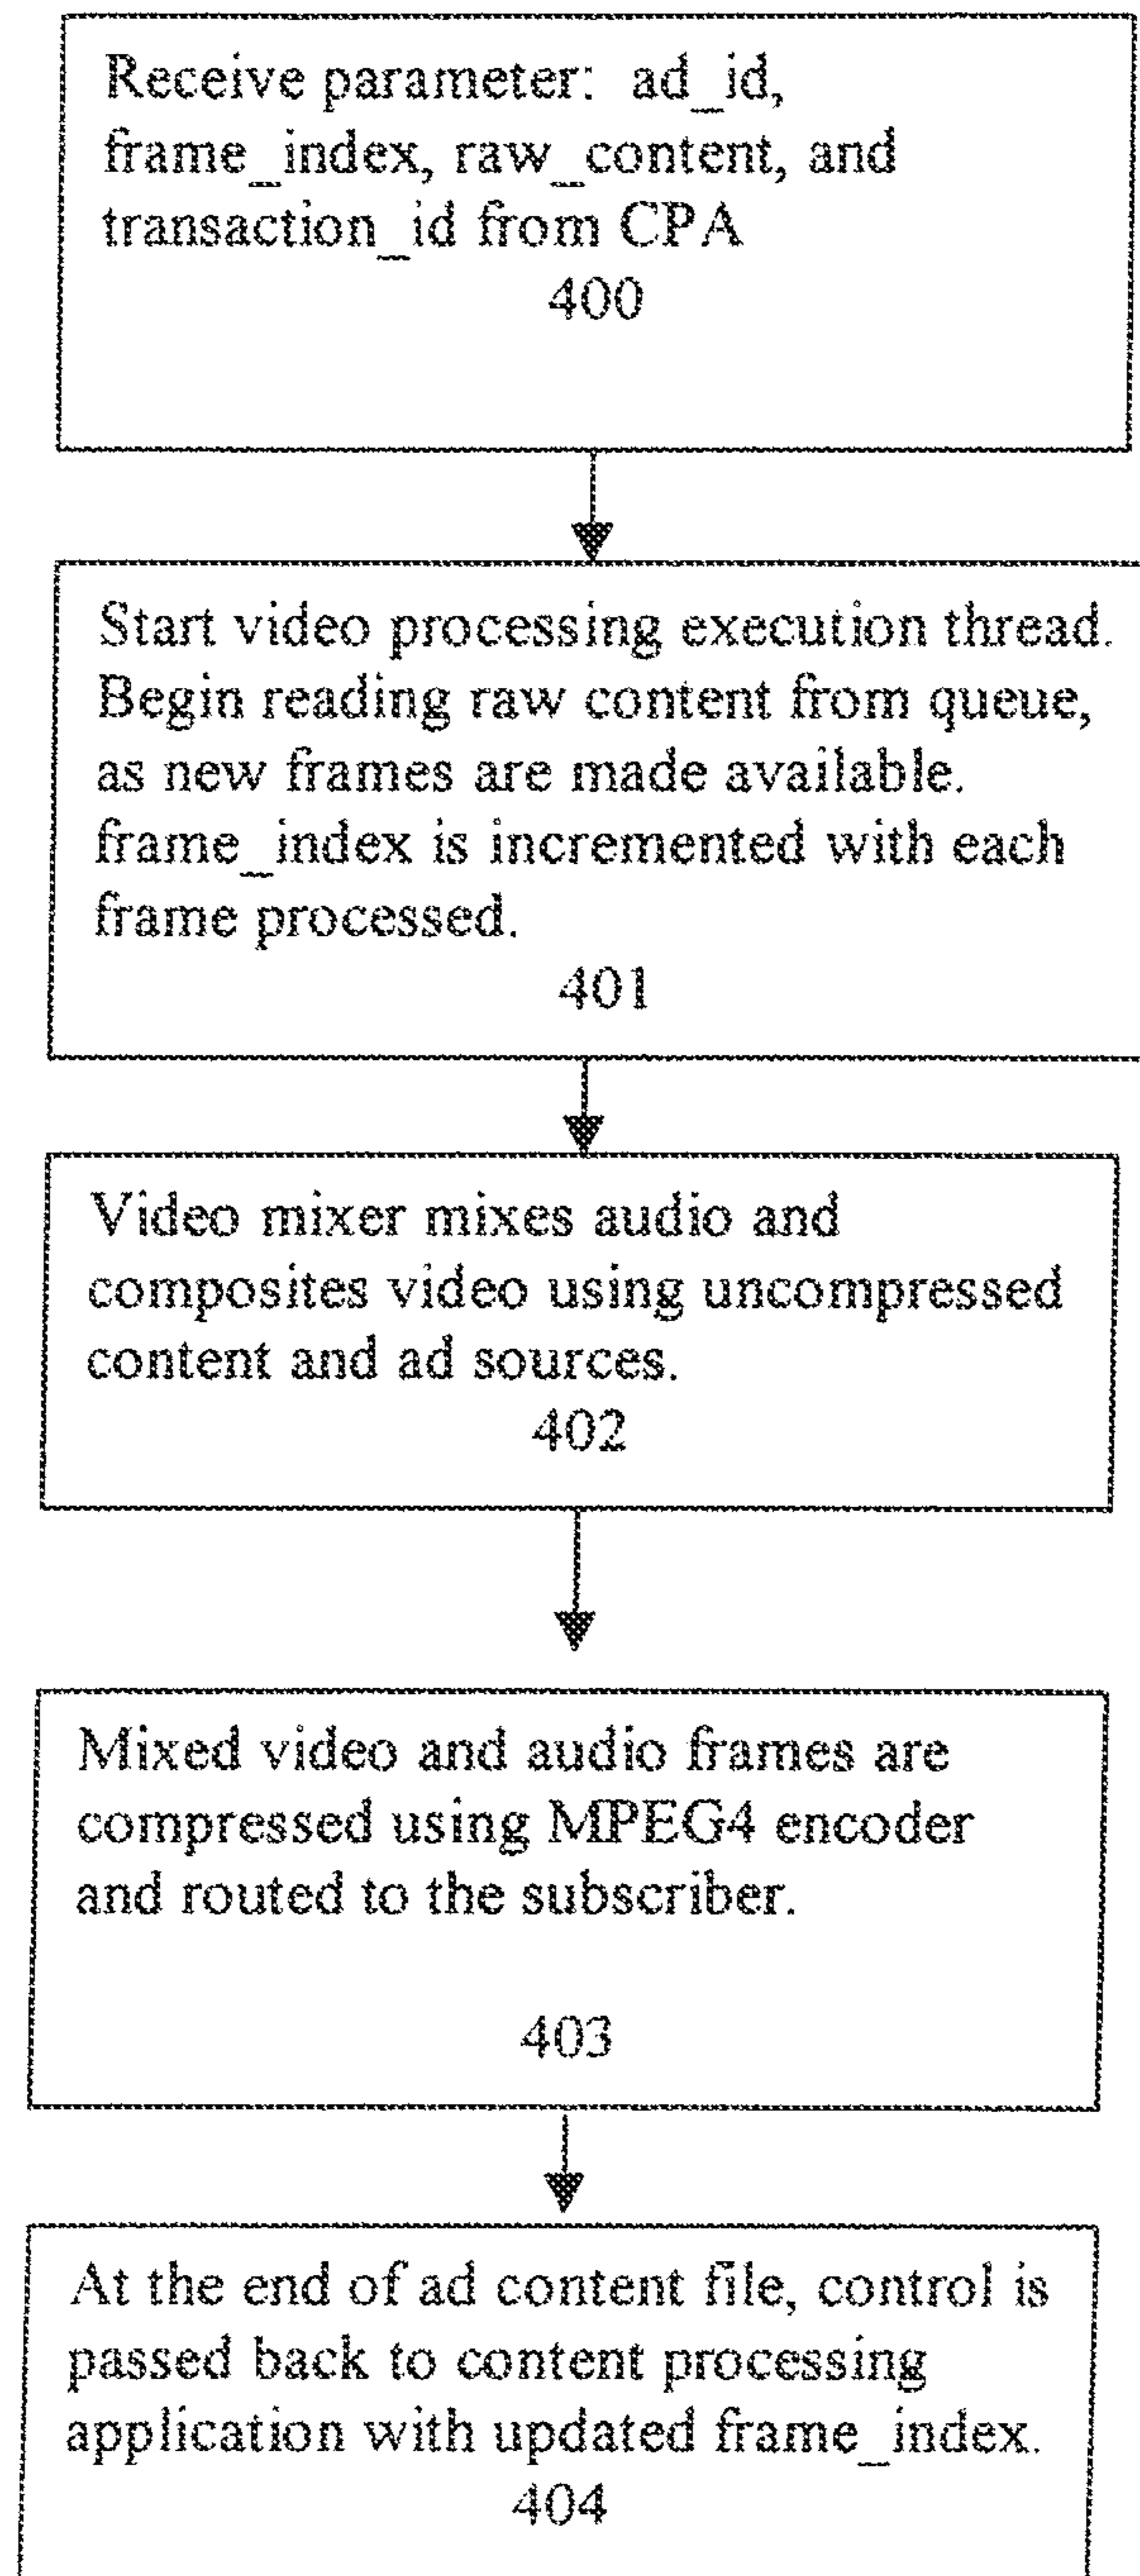 Receive parameter: ad_id,
frame_index, raw_content, and
transaction_id from CPA
400
Start video processing execution thread.
Begin reading raw content from queue,
as new frames are made available.
frame_index is incremented with each
frame processed.
401
Video mixer mixes audio and
composites video using uncompressed
content and ad sources.
402
Mixed video and audio frames are
compressed using MPEG4 encoder
and routed to the subscriber.
403
At the end of ad content file, control is
passed back to content processing
application with updated frame_index.
404